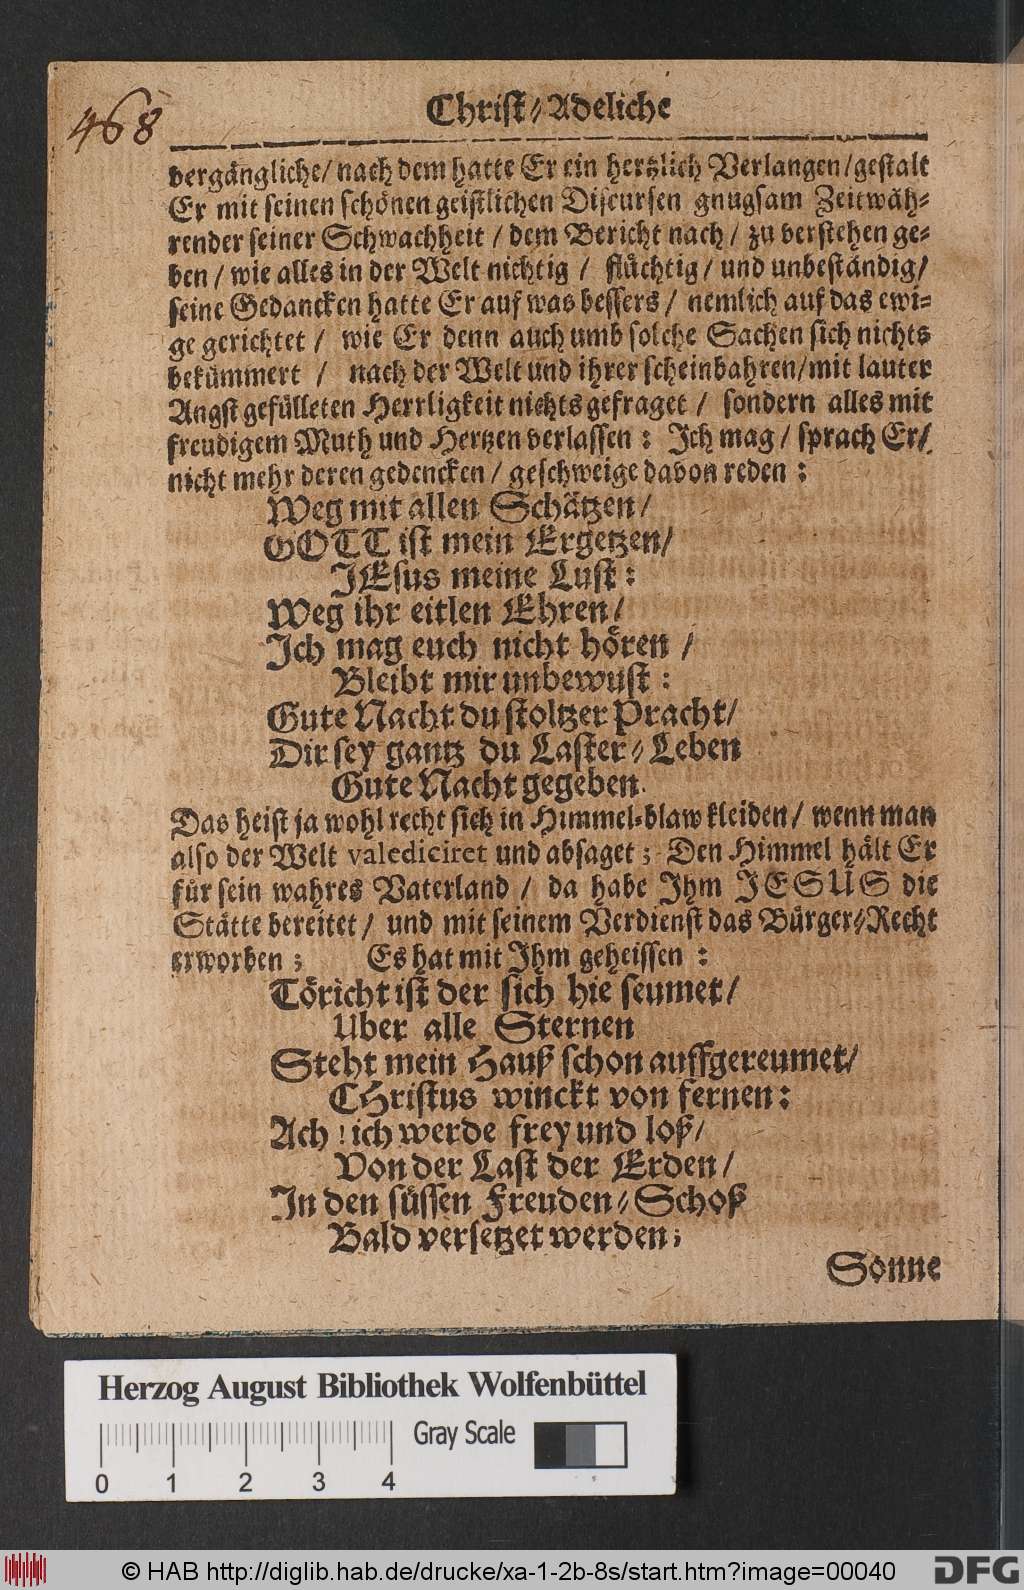 468
Christ-Adeliche
vergängliche/ nach dem hatte Er ein hertzlich Verlangen/gestalt
Er mit seinen schönen geistlichen Discursen gnugsam Zeitwäh-
render seiner Schwachheit / dem Bericht nach / zu verstehen ge-
ben / wie alles in der Welt nichtig / flüchtig / und unbeständig/
seine Gedancken hatte Er auf was bessers / nemlich auf das ewi-
ge gerichtet / wie Er denn auch umb solche Sachen sich nichts
bekümmert / nach der Welt und ihrer scheinbahren/mit lauter
Angst gefülleten Herrligkeit nichts gefraget / sondern alles mit
freudigem Muth und Hertzen verlassen: Ich mag / sprach Er/
nicht mehr deren gedencken / geschweige davon reden:
Weg mit allen Schätzen/
GOTT ist mein Ergetzen/
JEsus meine Lust:
Weg ihr eitlen Ehren/
Ich mag euch nicht hören /
Bleibt mir unbewust:
Gute Nacht du stoltzer Pracht/
Dir sey gantz du Laster-Leben
Gute Nacht gegeben.
Das heist ja wohl recht sich in Himmel-blaw kleiden/ wenn man
also der Welt valediciret und absaget; Den Himmel hält Er
für sein wahres Vaterland / da habe Ihm JESUS die
Stätte bereitet / und mit seinem Verdienst das Bürger-Recht
erworben; Es hat mit Ihm geheissen:
Töricht ist der sich hie seumet/
Uber alle Sternen
Steht mein Hauß schon auffgereumet/
CHristus winckt von fernen:
Ach! ich werde frey und loß/
Von der Last der Erden/
In den süssen Freuden-Schoß
Bald versetzet werden;
Sonne
Herzog August Bibliothek Wolfenbüttel
Gray Scale
0 1 2 3 4
© HAB http://diglib.hab.de/drucke/xa-1-2b-8s/start.htm?image=00040
DFG